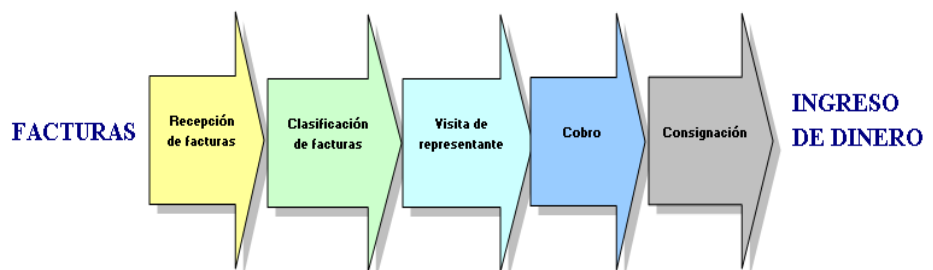 FACTURAS
Recepción
de facturas
Clasificación
de facturas
Visita de
representante
Cobro
Consignación
INGRESO
DE DINERO